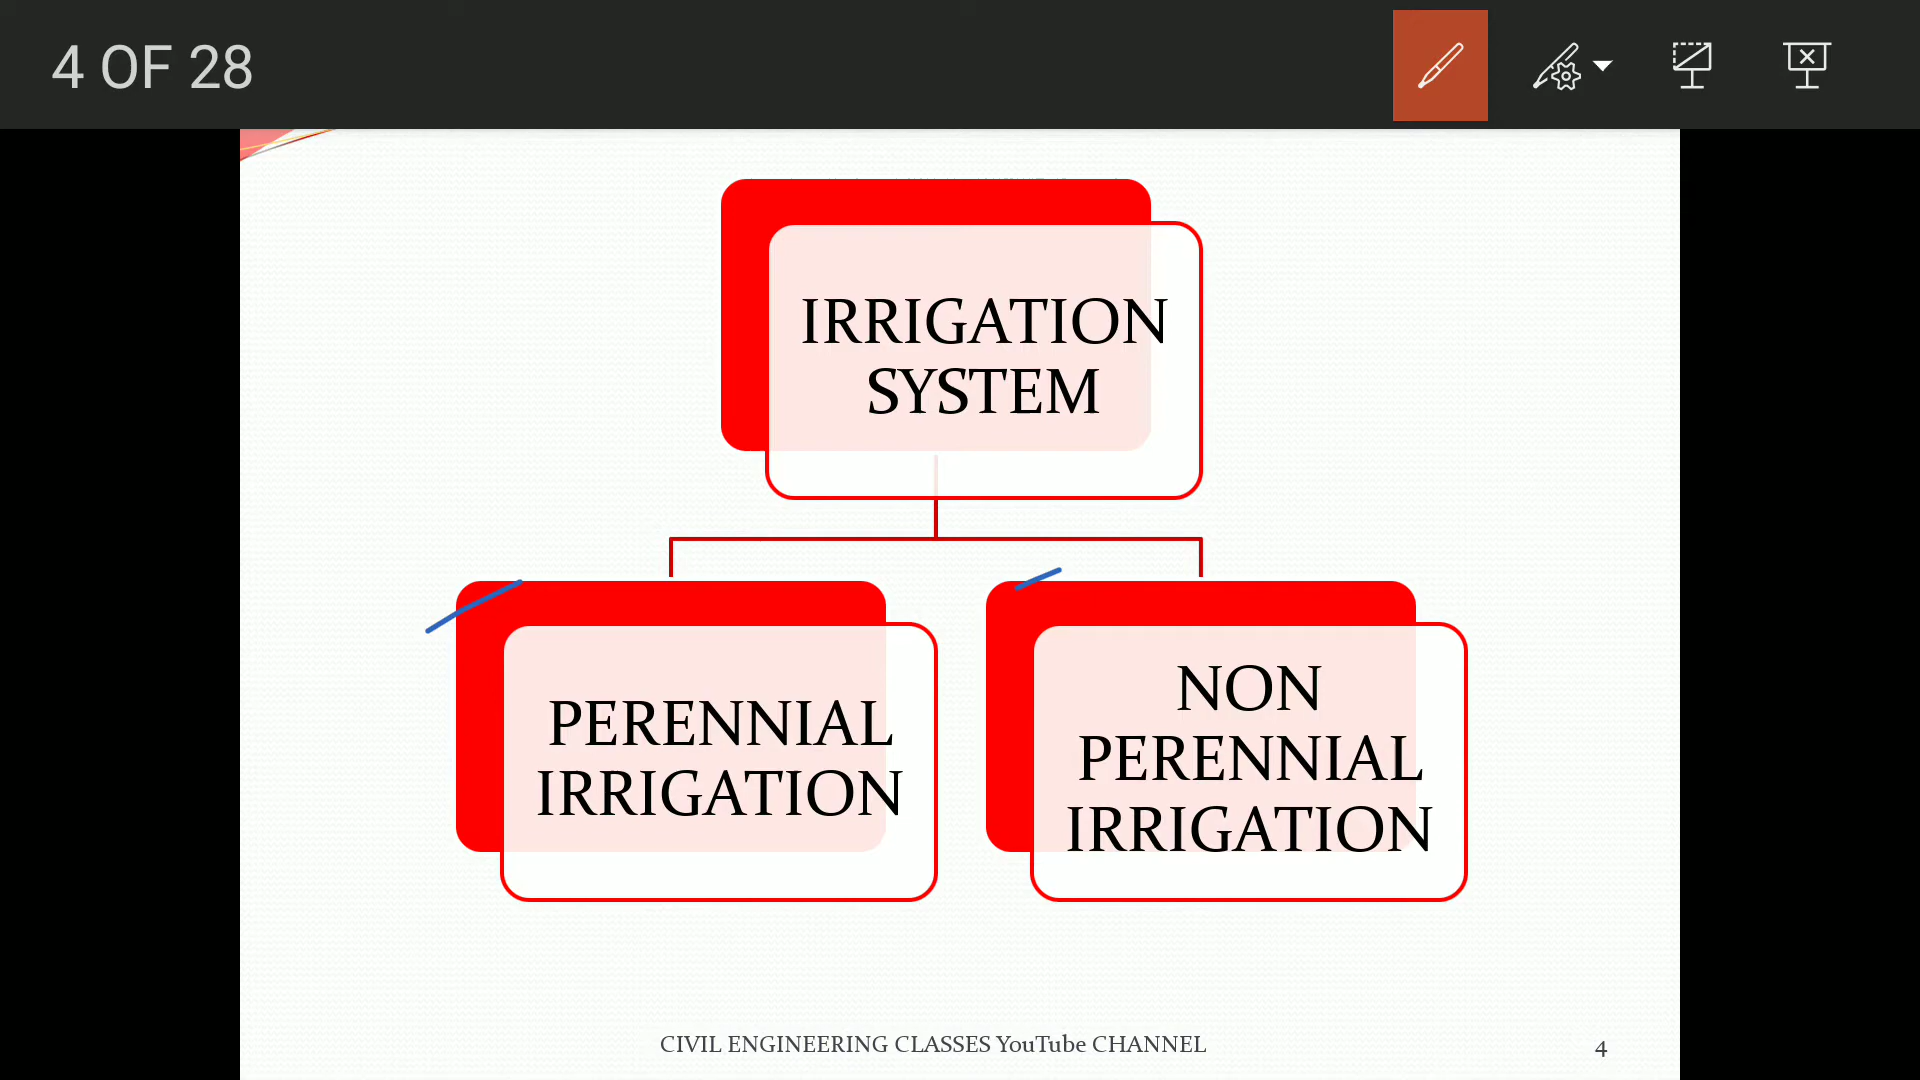 4 OF 28
IRRIGATION
SYSTEM
PERENNIAL
IRRIGATION
NON
PERENNIAL
IRRIGATION
CIVIL ENGINEERING CLASSES YouTube CHANNEL
4